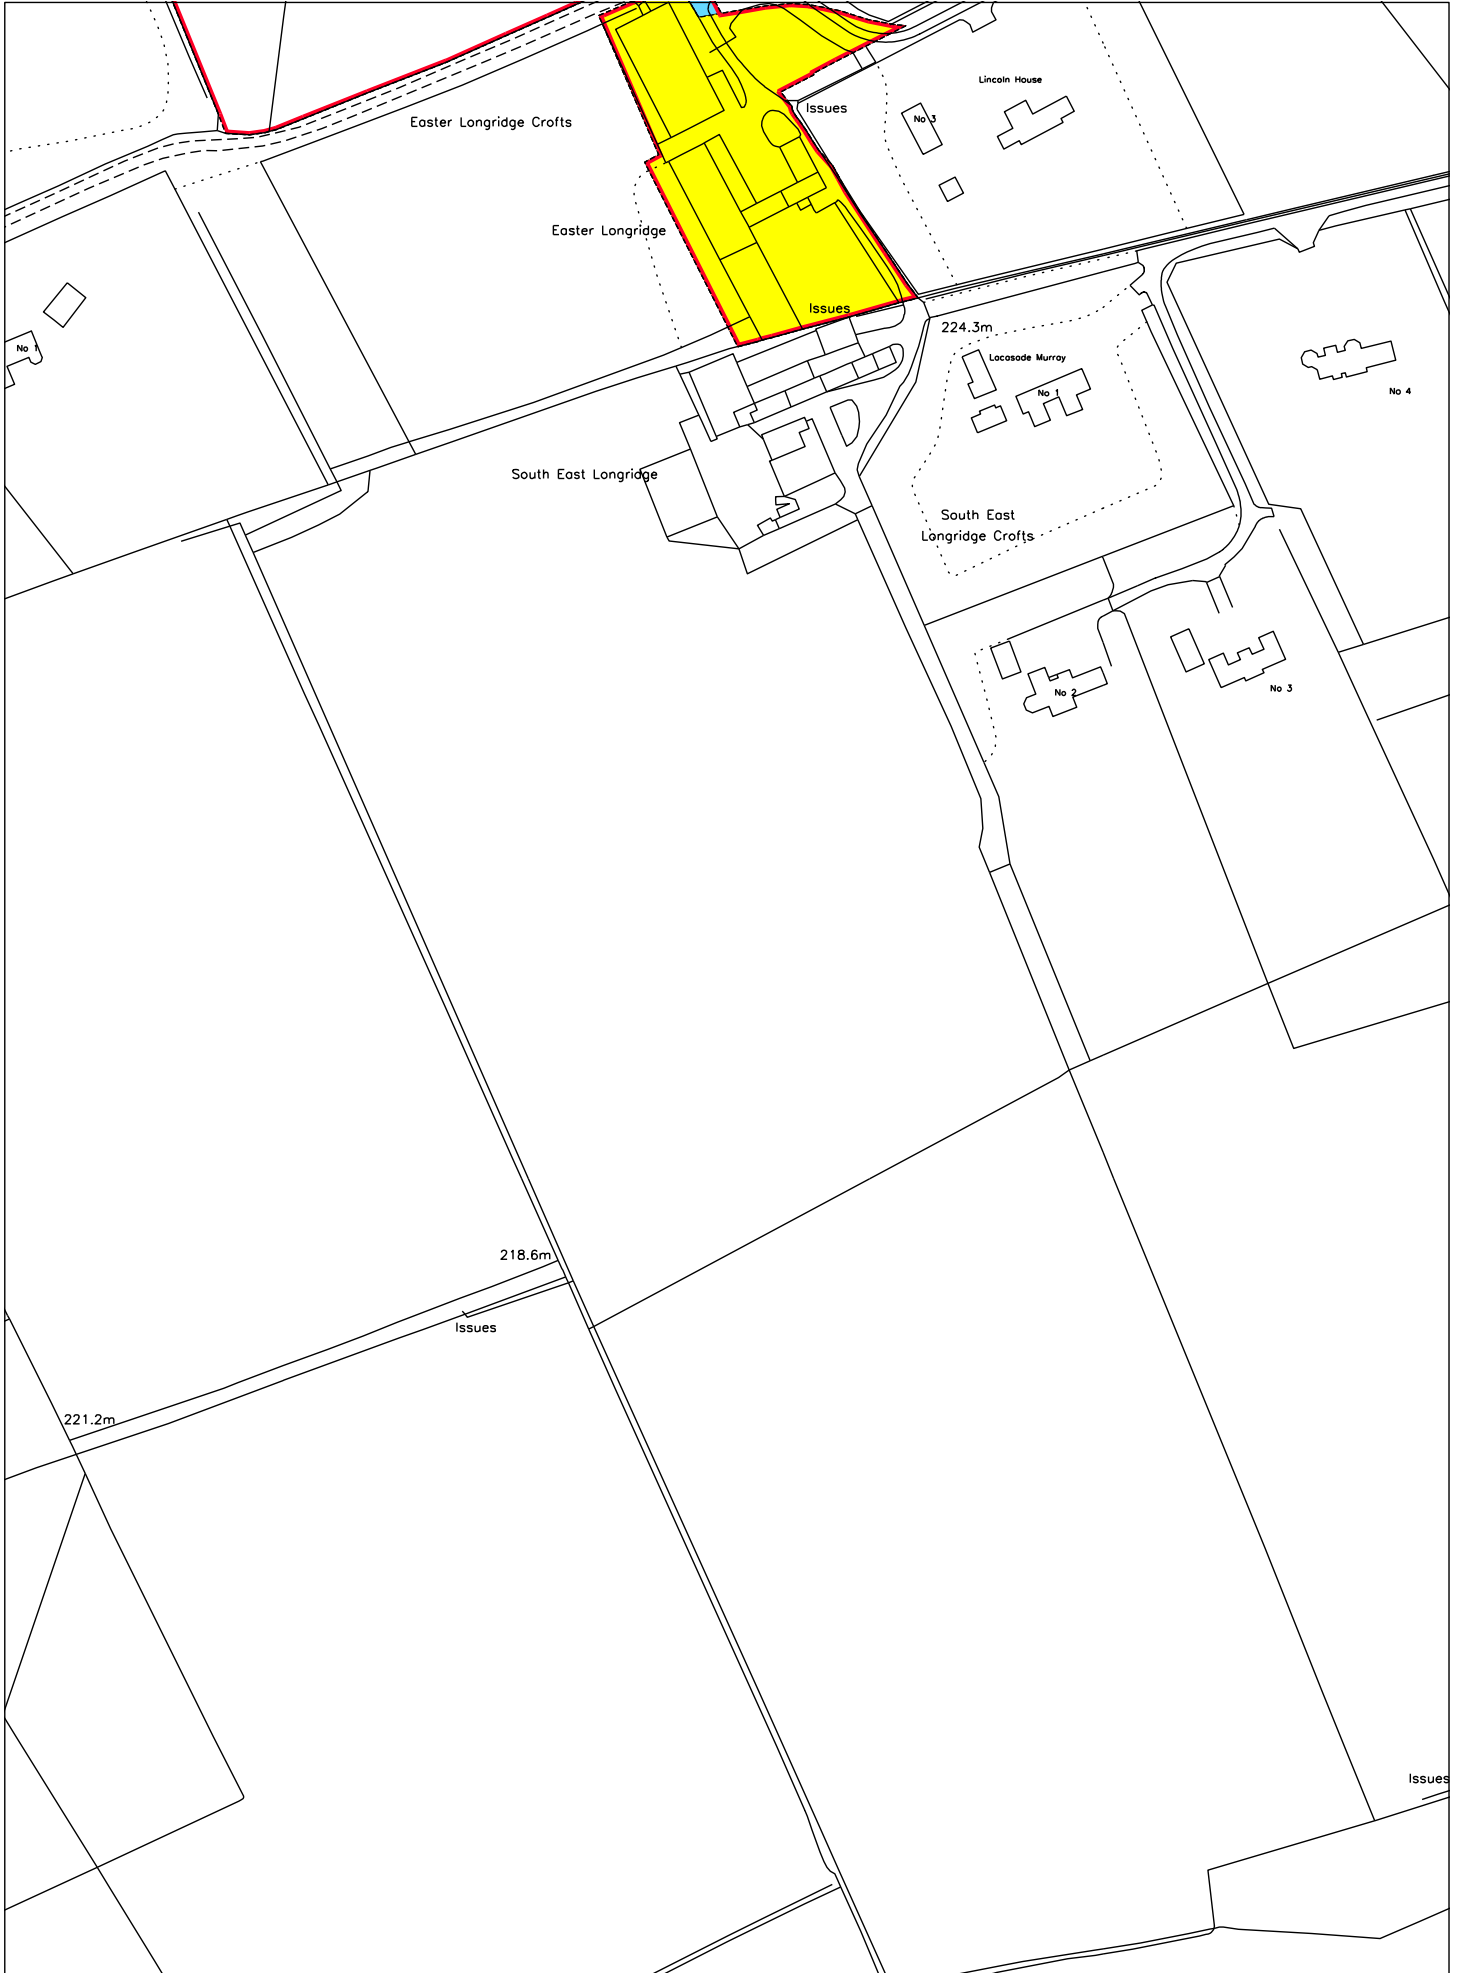 Lincoln House
Issues
No 3
Easter Longridge Crofts
Easter Longridge
Issues
224.3m
No 1
Lacasade Murray
No 1
No 4
South East Longridge
South East
Longridge Crofts
No 2
No 3
218.6m
Issues
221.2m
Issues